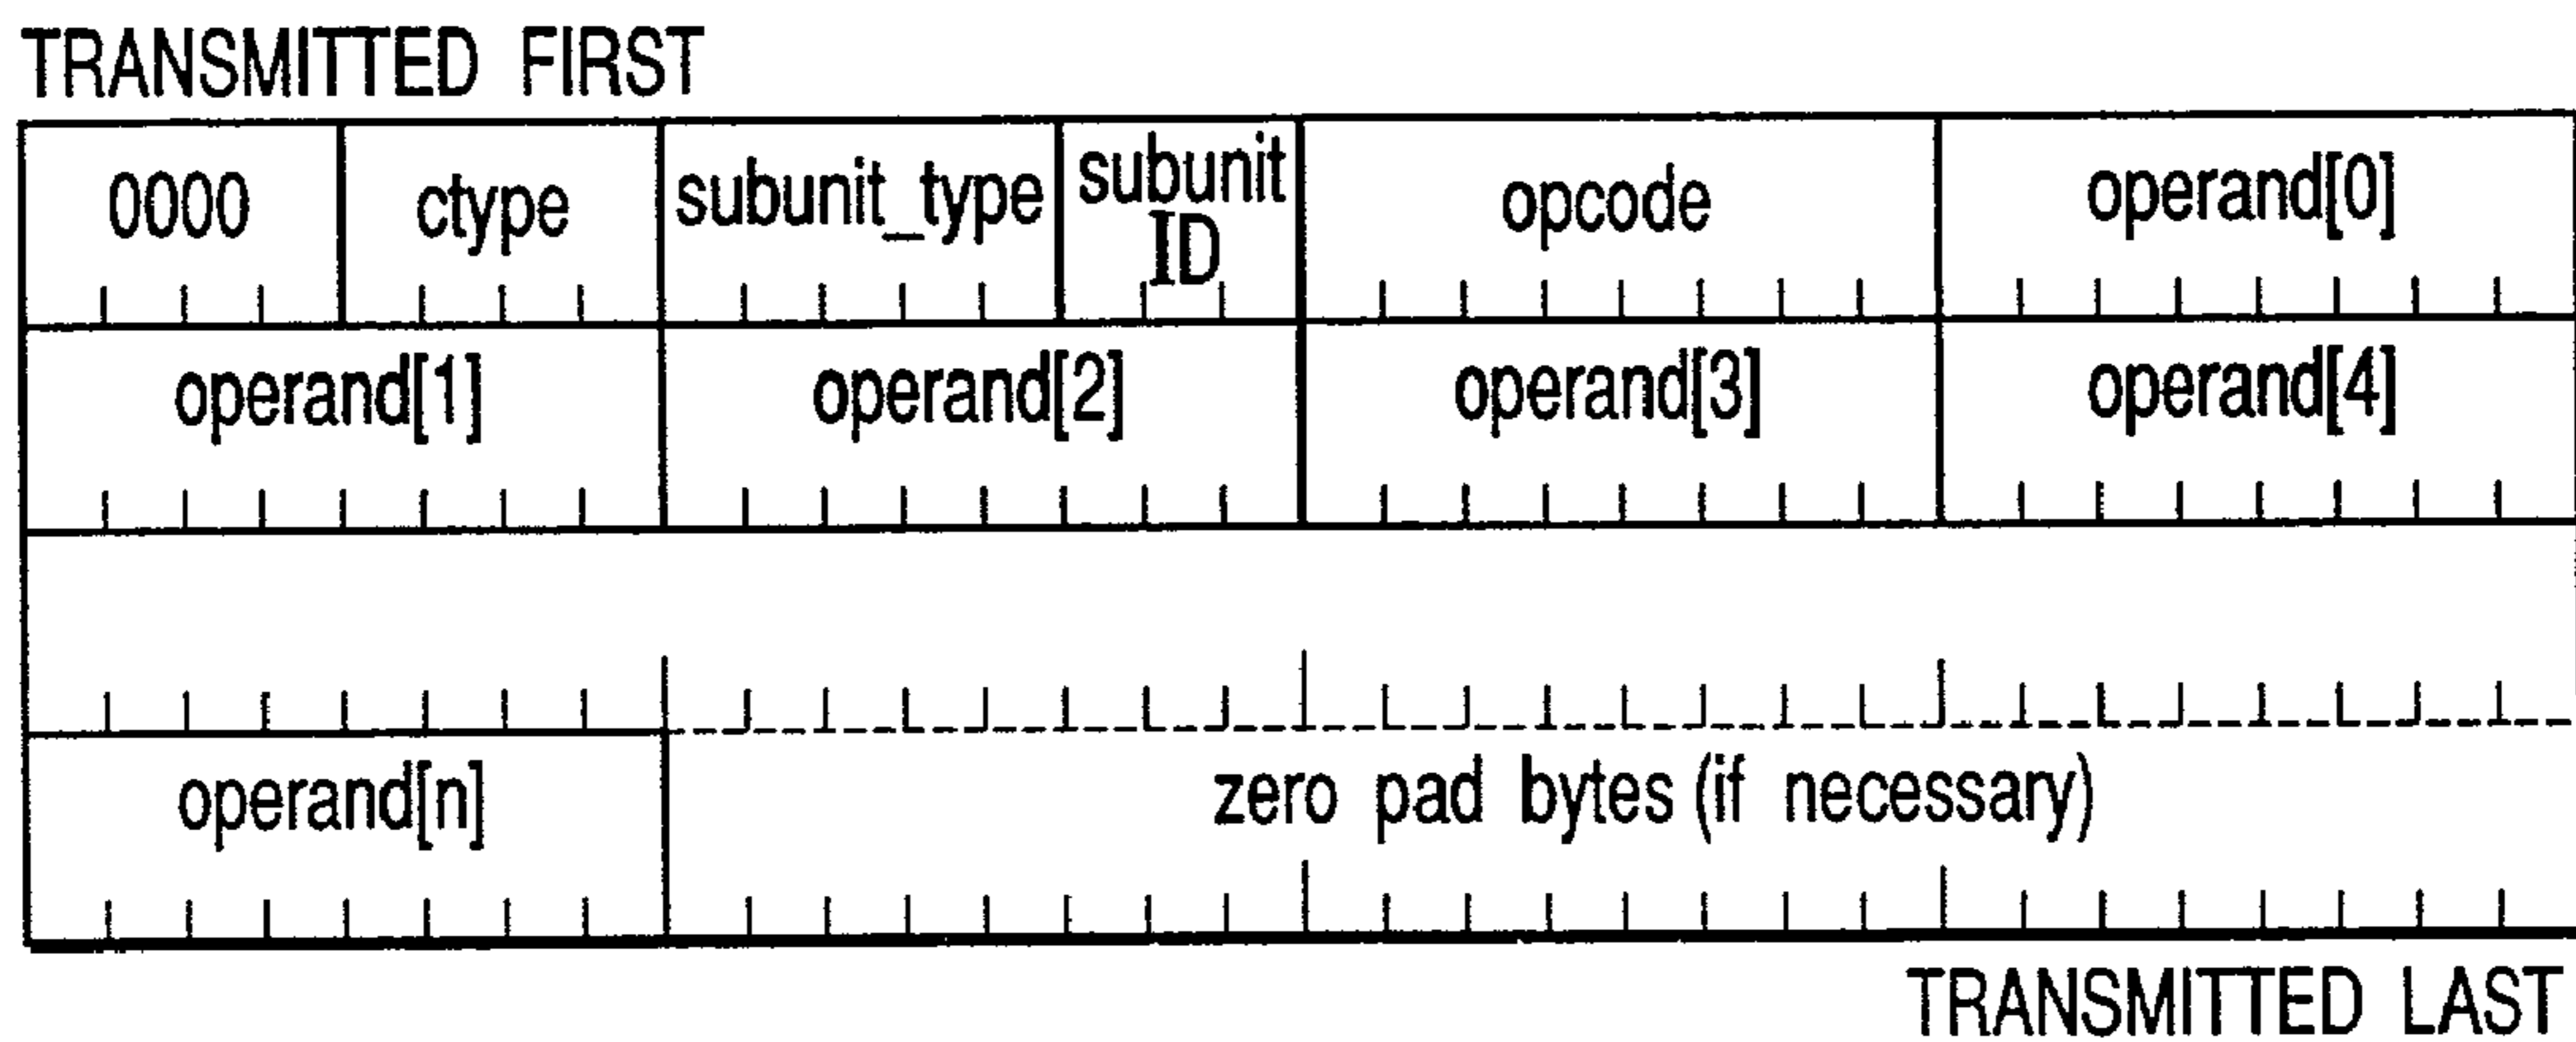 TRANSMITTED FIRST
0000 ctype subunit_type subunit ID opcode operand[0]
operand[1] operand[2] operand[3] operand[4]
operand[n] zero pad bytes (if necessary)
TRANSMITTED LAST